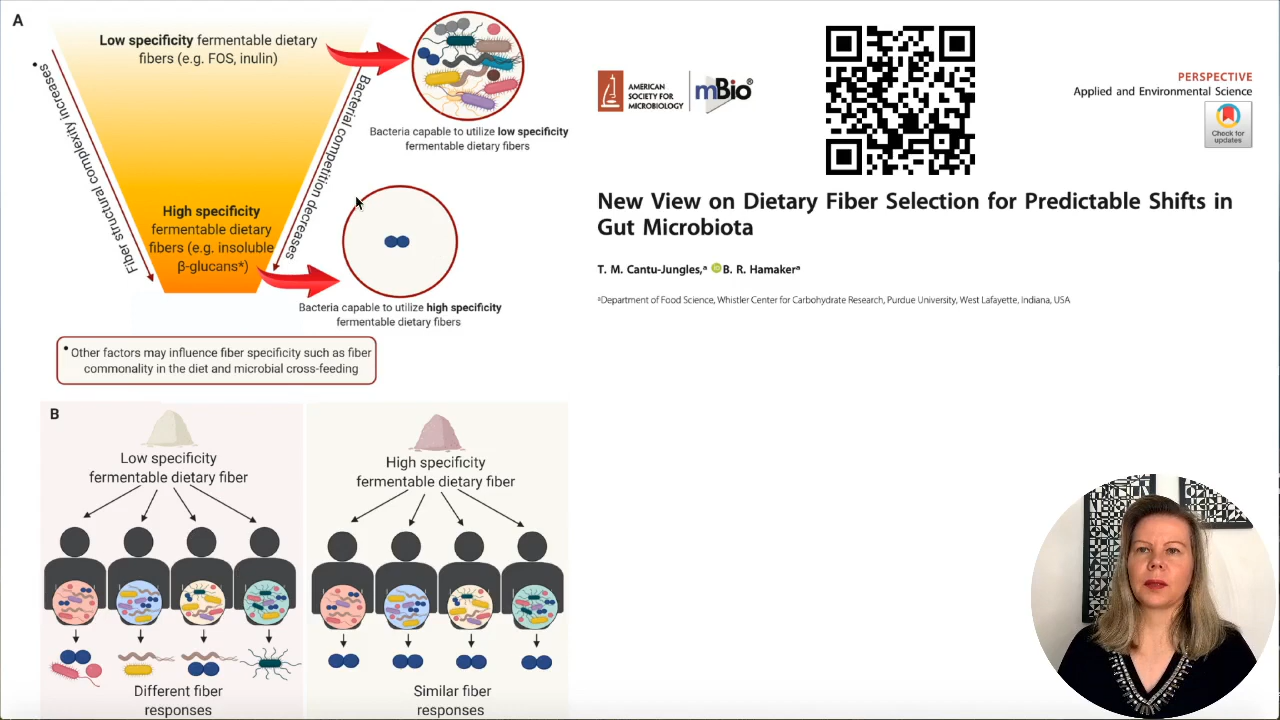 A
Low specificity fermentable dietary
fibers (e.g. FOS, inulin)
• Fiber structural complexity increases
Bacterial competition decreases
High specificity
fermentable dietary
fibers (e.g. insoluble
β-glucans*)
Bacteria capable to utilize low specificity
fermentable dietary fibers
Bacteria capable to utilize high specificity
fermentable dietary fibers
• Other factors may influence fiber specificity such as fiber
commonality in the diet and microbial cross-feeding
B
Low specificity
fermentable dietary fiber
Different fiber
responses
High specificity
fermentable dietary fiber
Similar fiber
responses
AMERICAN
SOCIETY FOR
MICROBIOLOGY
mBio®
PERSPECTIVE
Applied and Environmental Science
Check for
updates
New View on Dietary Fiber Selection for Predictable Shifts in
Gut Microbiota
T. M. Cantu-Jungles,ᵃ iD B. R. Hamakerᵃ
ᵃDepartment of Food Science, Whistler Center for Carbohydrate Research, Purdue University, West Lafayette, Indiana, USA